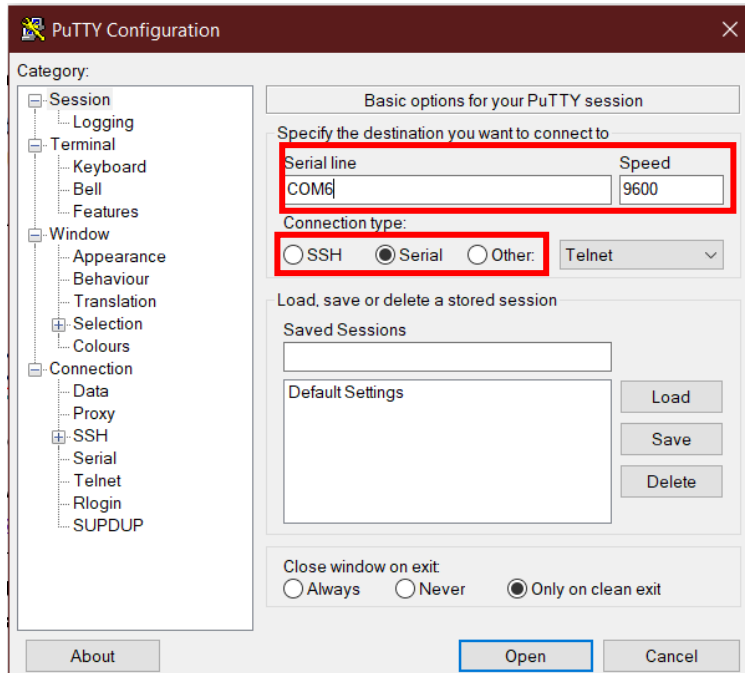 PuTTY Configuration
Category:
Session
Logging
Terminal
Keyboard
Bell
Features
Window
Appearance
Behaviour
Translation
Selection
Colours
Connection
Data
Proxy
SSH
Serial
Telnet
Rlogin
SUPDUP
Basic options for your PuTTY session
Specify the destination you want to connect to
Serial line Speed
COM6 9600
Connection type:
SSH Serial Other: Telnet
Load, save or delete a stored session
Saved Sessions
Default Settings
Load
Save
Delete
Close window on exit:
Always Never Only on clean exit
About Open Cancel